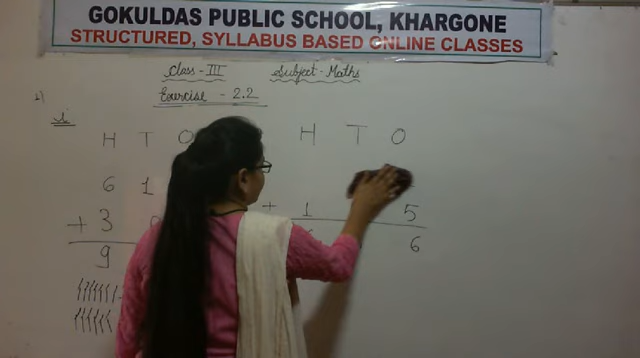 GOKULDAS PUBLIC SCHOOL, KHARGONE
STRUCTURED, SYLLABUS BASED ONLINE CLASSES
Class-III Subject-Maths
Exercise - 2.2
H T O H T O
6 1
+ 3 + 1 5
9 6